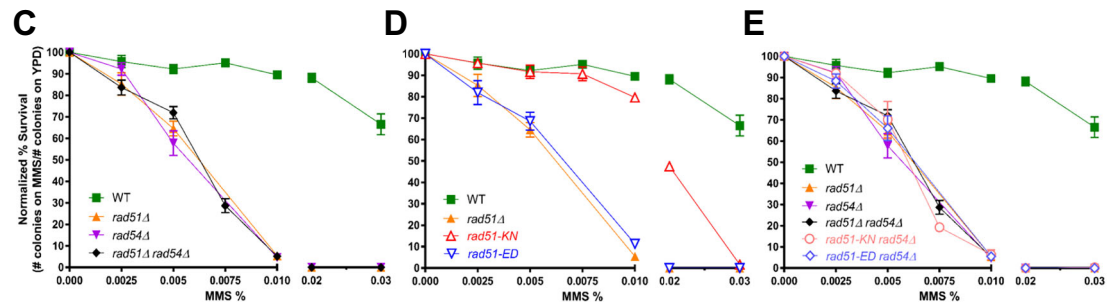 C
Normalized % Survival
(# colonies on MMS/# colonies on YPD)
100
90
80
70
60
50
40
30
20
10
0
WT
rad51Δ
rad54Δ
rad51Δ rad54Δ
0.000
0.0025
0.005
0.0075
0.010
0.02
0.03
MMS %
D
100
90
80
70
60
50
40
30
20
10
0
WT
rad51Δ
rad51-KN
rad51-ED
0.000
0.0025
0.005
0.0075
0.010
0.02
0.03
MMS %
E
100
90
80
70
60
50
40
30
20
10
0
WT
rad51Δ
rad54Δ
rad51Δ rad54Δ
rad51-KN rad54Δ
rad51-ED rad54Δ
0.000
0.0025
0.005
0.0075
0.010
0.02
0.03
MMS %